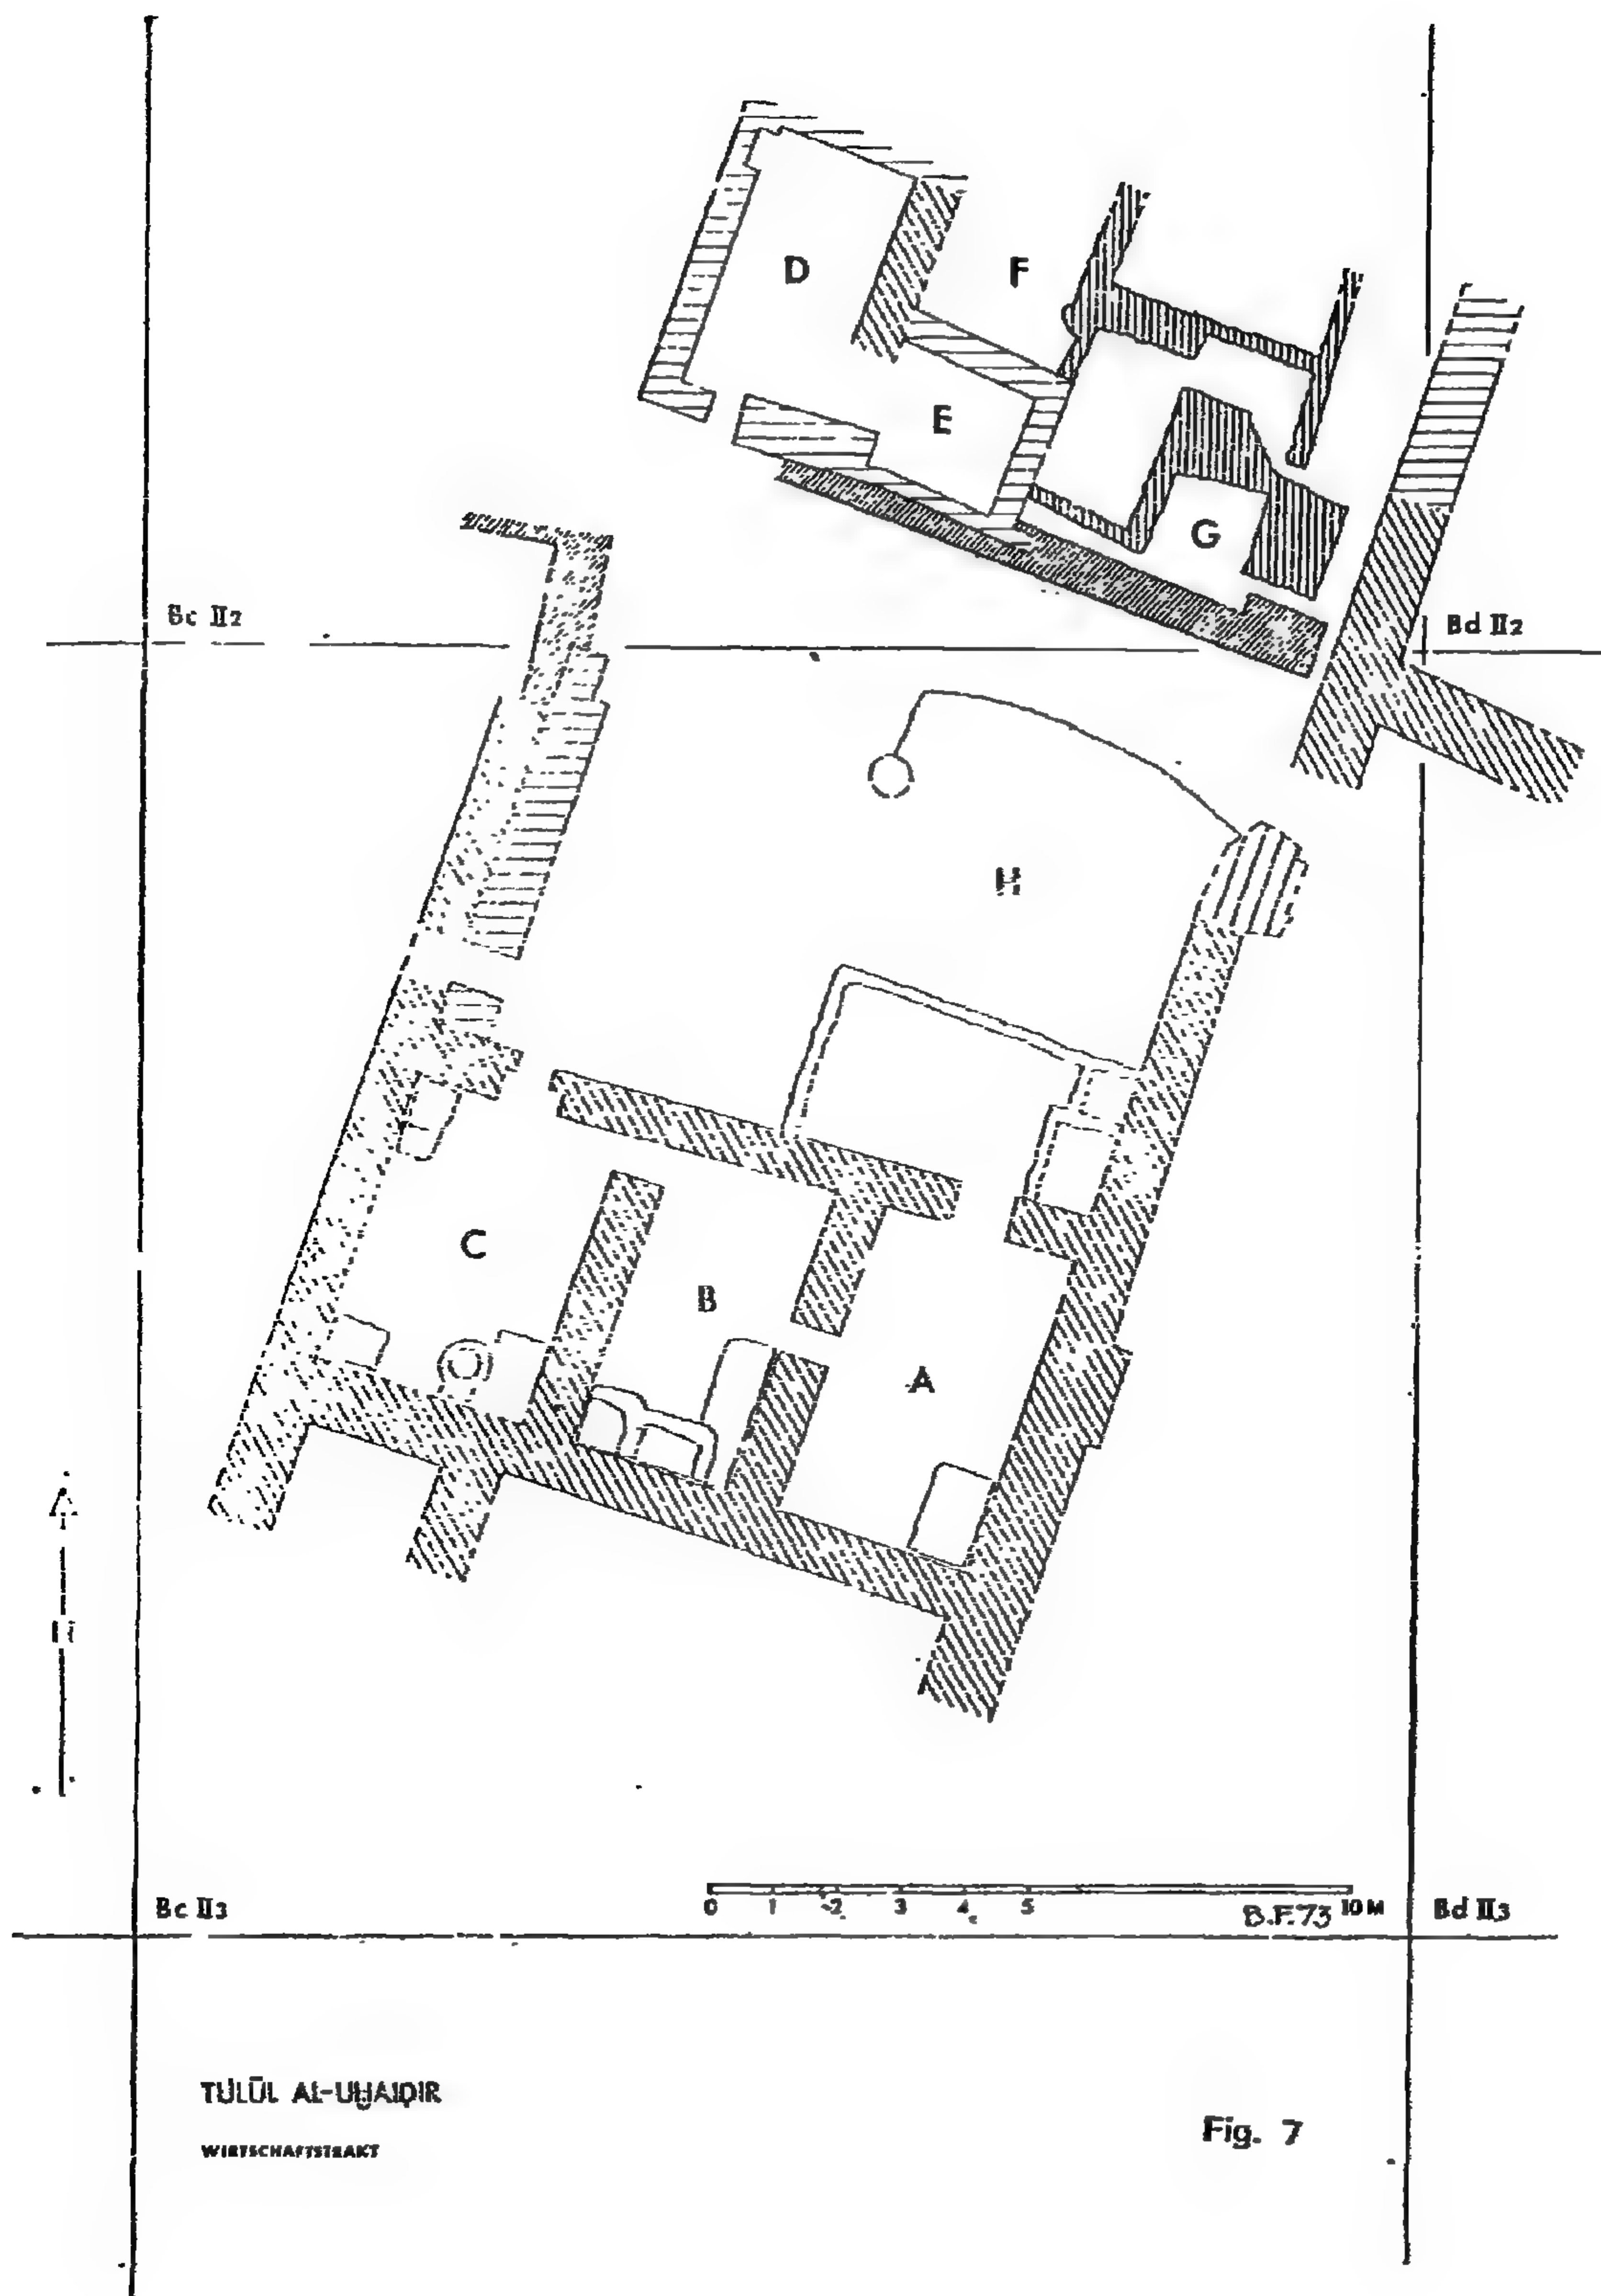 D
F
E
G
Bc II2
Bd II2
H
C
B
A
N
0 1 2 3 4 5 10 M
B.F.73
Bc II3
Bd II3
TULŪL AL-UḪAIḌIR
WIRTSCHAFTSTRAKT
Fig. 7